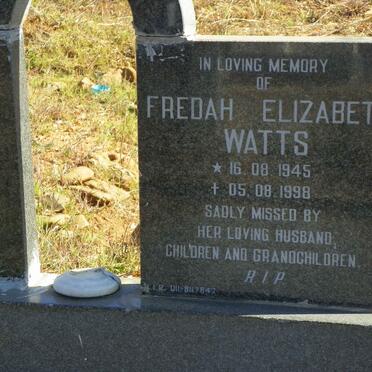 IN LOVING MEMORY
OF
FREDAH ELIZABET
WATTS
★ 16.08.1945
✝ 05.08.1998
SADLY MISSED BY
HER LOVING HUSBAND,
CHILDREN AND GRANDCHILDREN.
R.I.P.